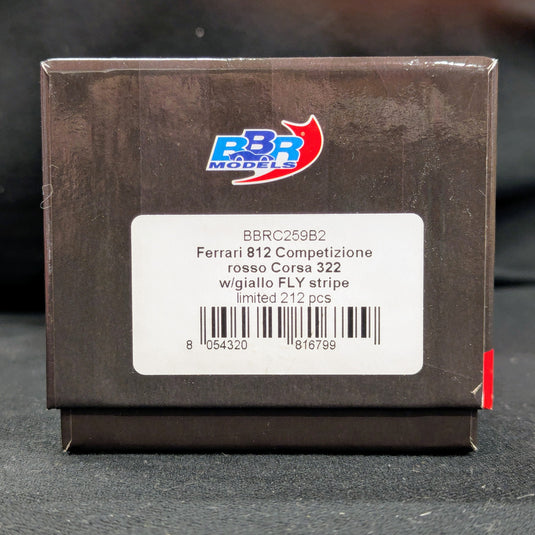 BBR
MODELS
BBRC259B2
Ferrari 812 Competizione
rosso Corsa 322
w/giallo FLY stripe
limited 212 pcs
8 054320 816799